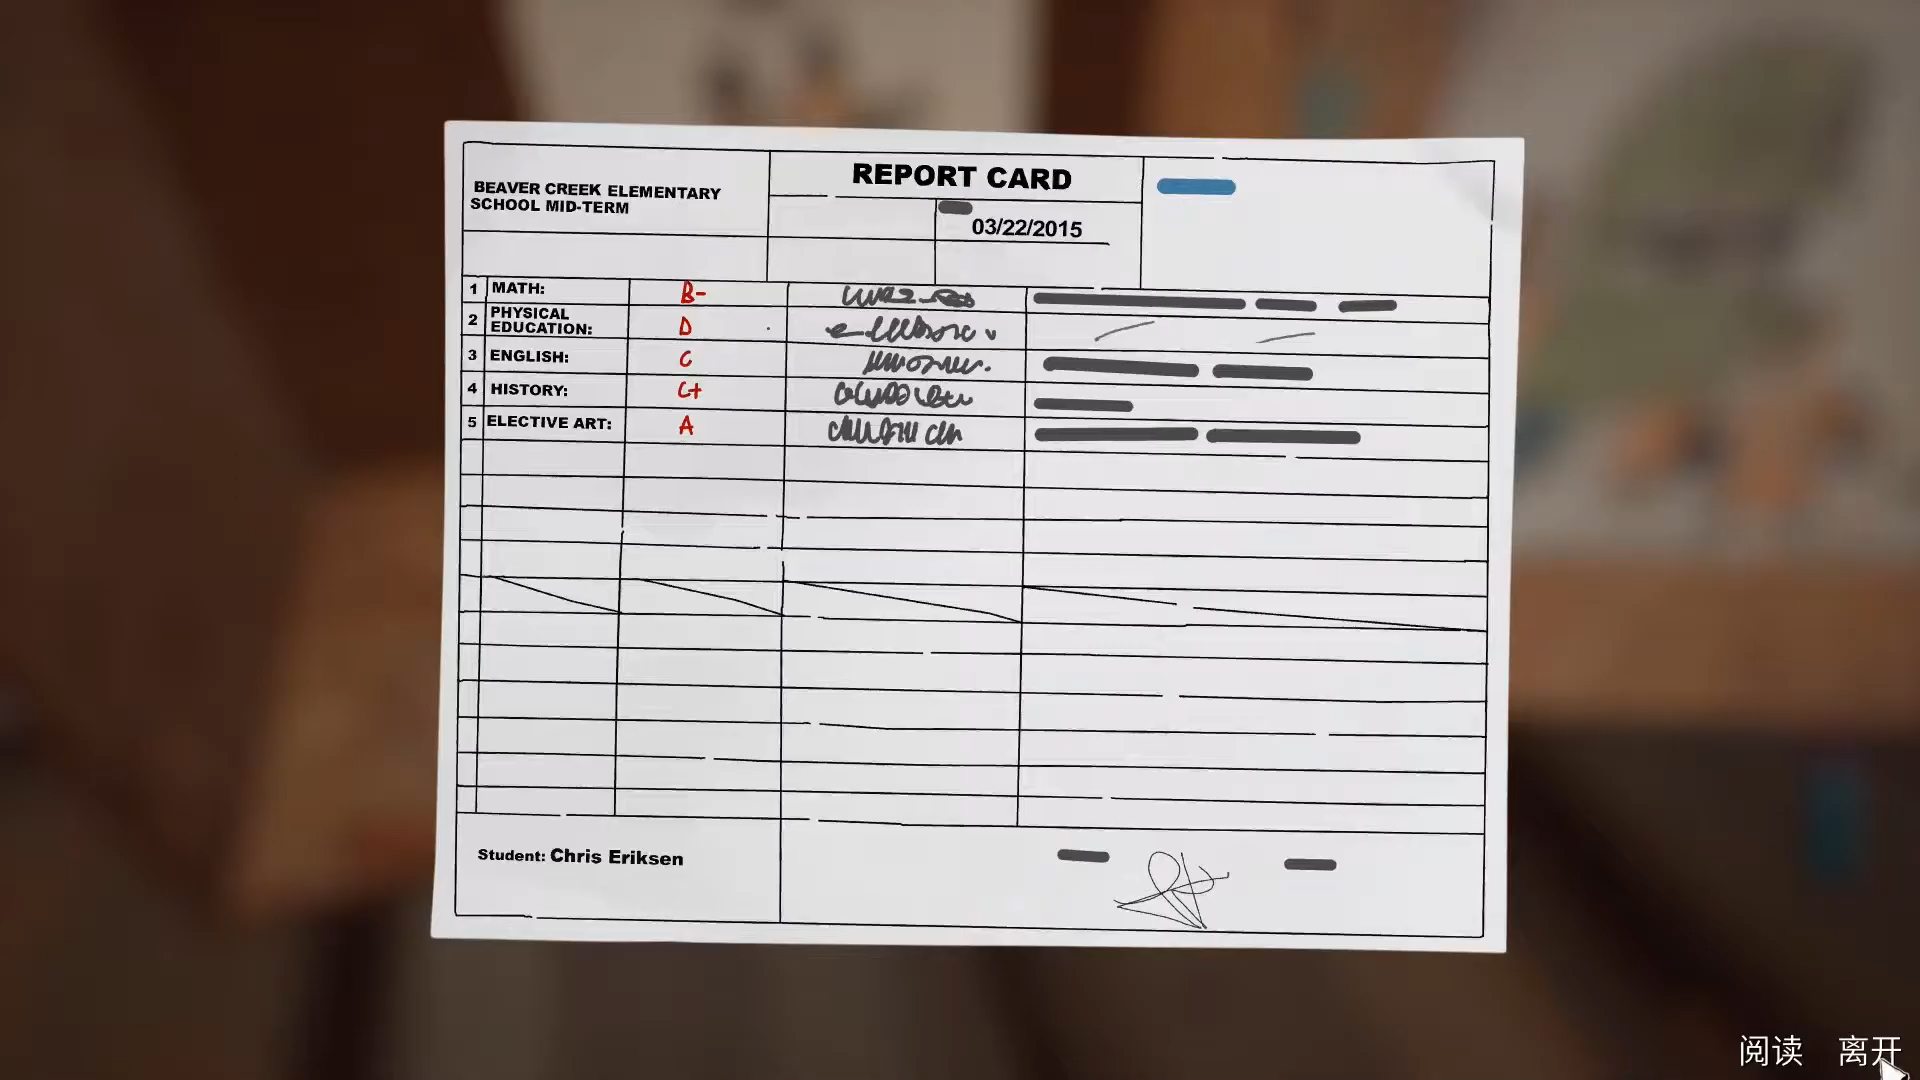 REPORT CARD
BEAVER CREEK ELEMENTARY
SCHOOL MID-TERM
03/22/2015
1 MATH: B-
2 PHYSICAL
EDUCATION: D
3 ENGLISH: C
4 HISTORY: C+
5 ELECTIVE ART: A
Student: Chris Eriksen
阅读 离开